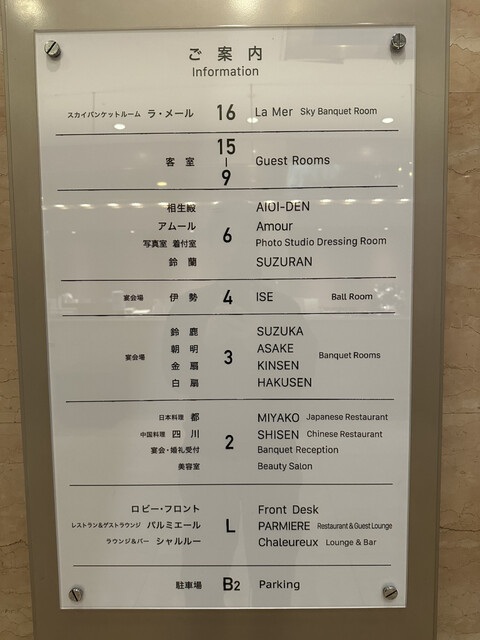 ご案内
Information
スカイバンケットルーム ラ・メール 16 La Mer Sky Banquet Room
15
客室 | Guest Rooms
9
相生殿 AIOI-DEN
アムール Amour
6
写真室 着付室 Photo Studio Dressing Room
鈴蘭 SUZURAN
宴会場 伊勢 4 ISE Ball Room
鈴鹿 SUZUKA
朝明 ASAKE
宴会場 3 Banquet Rooms
金扇 KINSEN
白扇 HAKUSEN
日本料理 都 MIYAKO Japanese Restaurant
中国料理 四川 2 SHISEN Chinese Restaurant
宴会・婚礼受付 Banquet Reception
美容室 Beauty Salon
ロビー・フロント Front Desk
レストラン&ゲストラウンジ パルミエール L PARMIERE Restaurant & Guest Lounge
ラウンジ&バー シャルルー Chaleureux Lounge & Bar
駐車場 B2 Parking